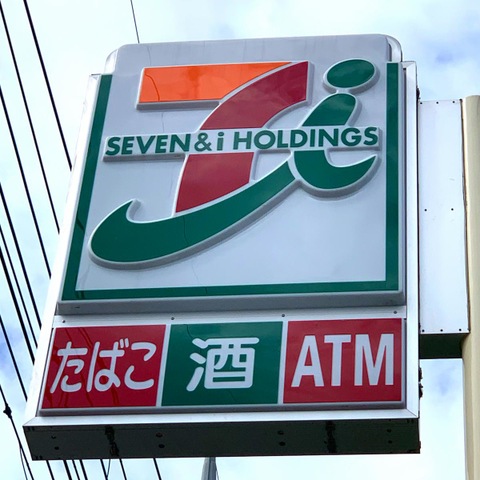 SEVEN&i HOLDINGS
たばこ 酒 ATM